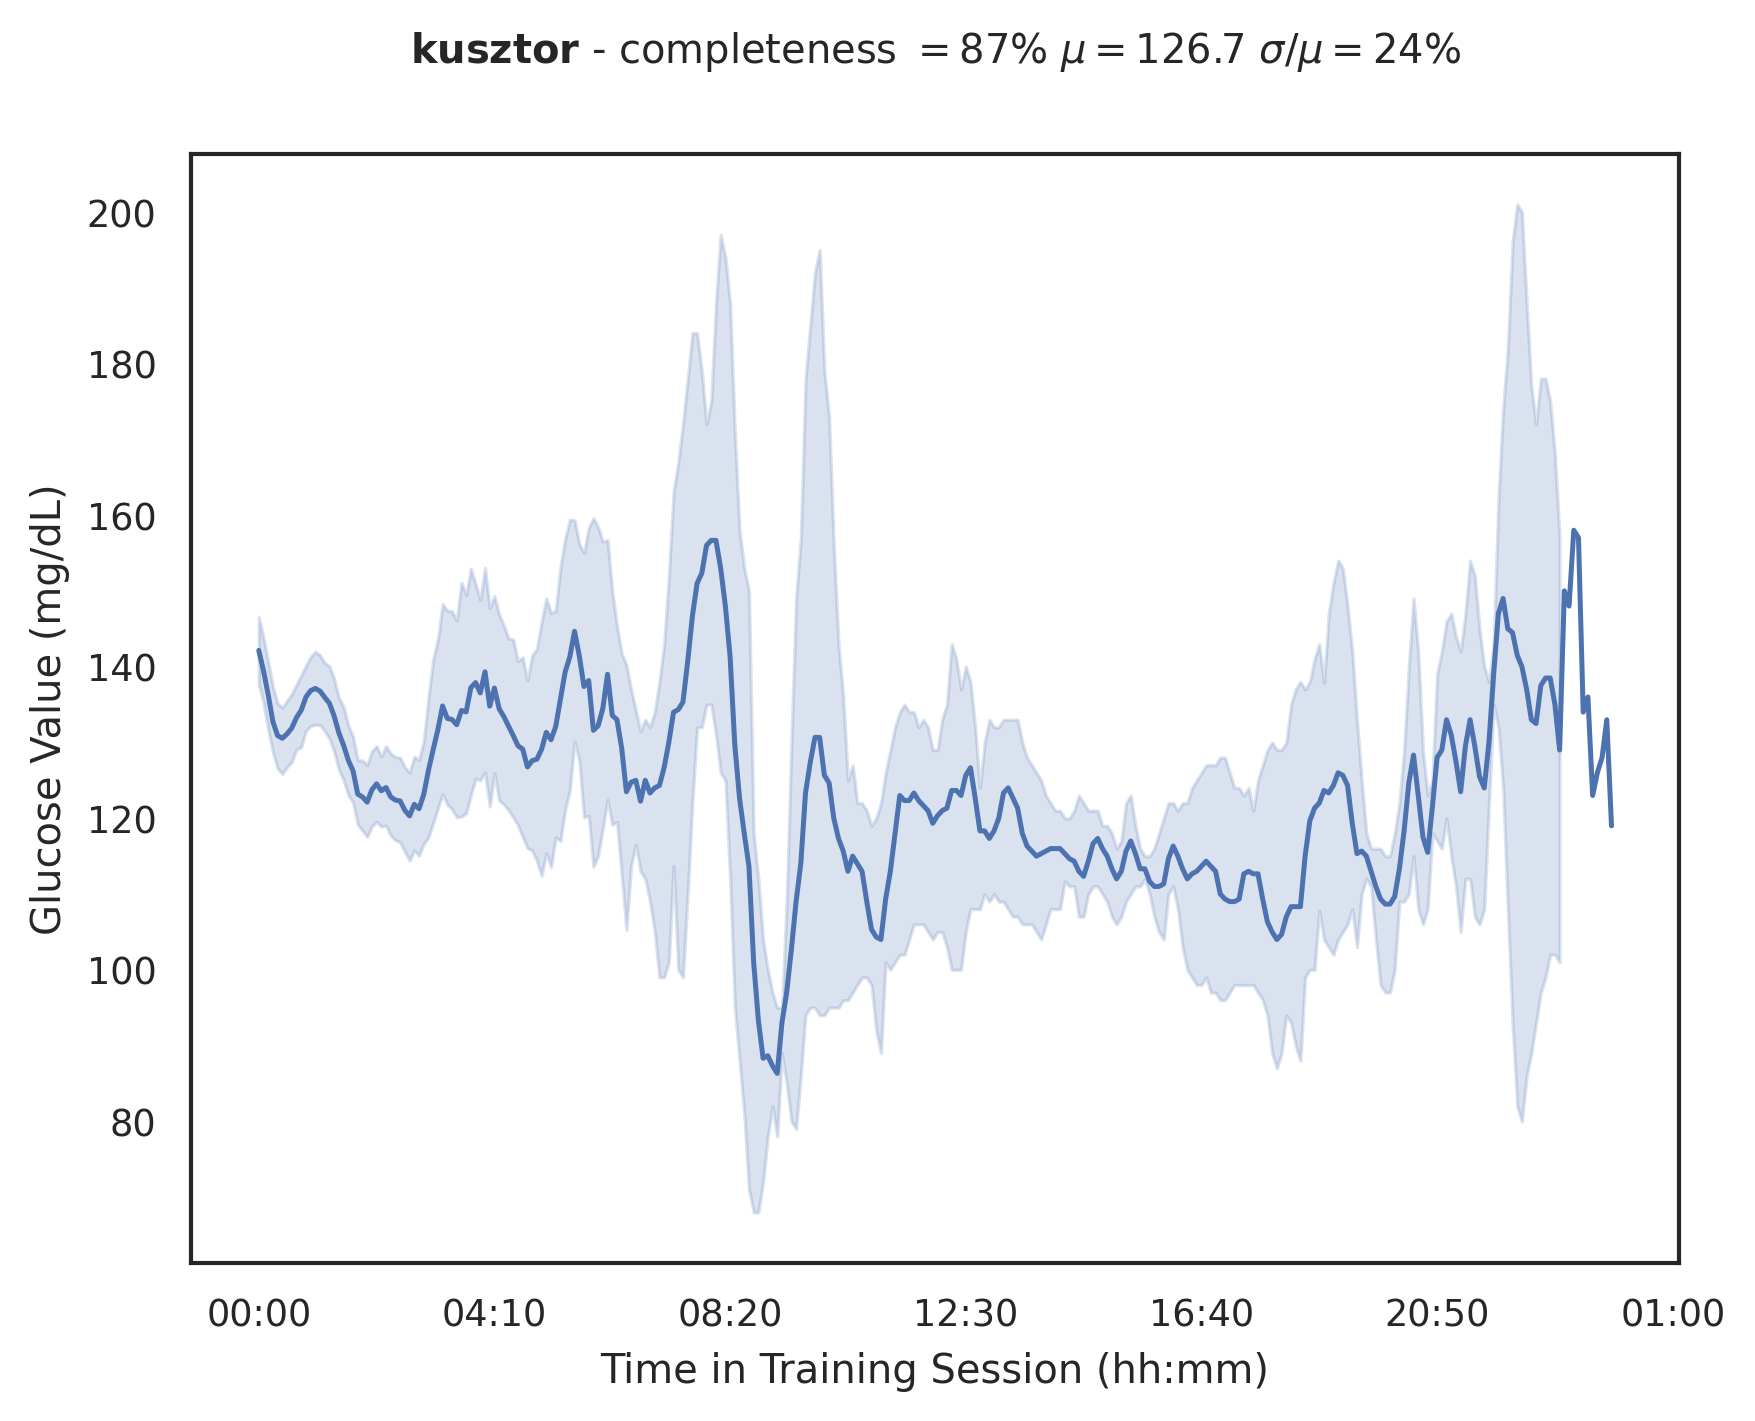 kusztor - completeness = 87% μ = 126.7 σ/μ = 24%
Glucose Value (mg/dL)
200
180
160
140
120
100
80
00:00 04:10 08:20 12:30 16:40 20:50 01:00
Time in Training Session (hh:mm)